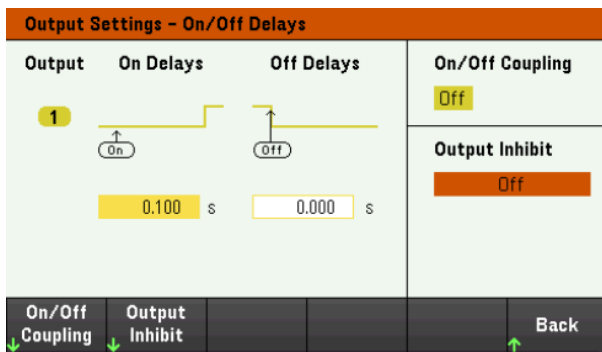 Output Settings - On/Off Delays
Output On Delays Off Delays
1
On Off
0.100 s 0.000 s
On/Off Coupling
Off
Output Inhibit
Off
On/Off Coupling
Output Inhibit
Back